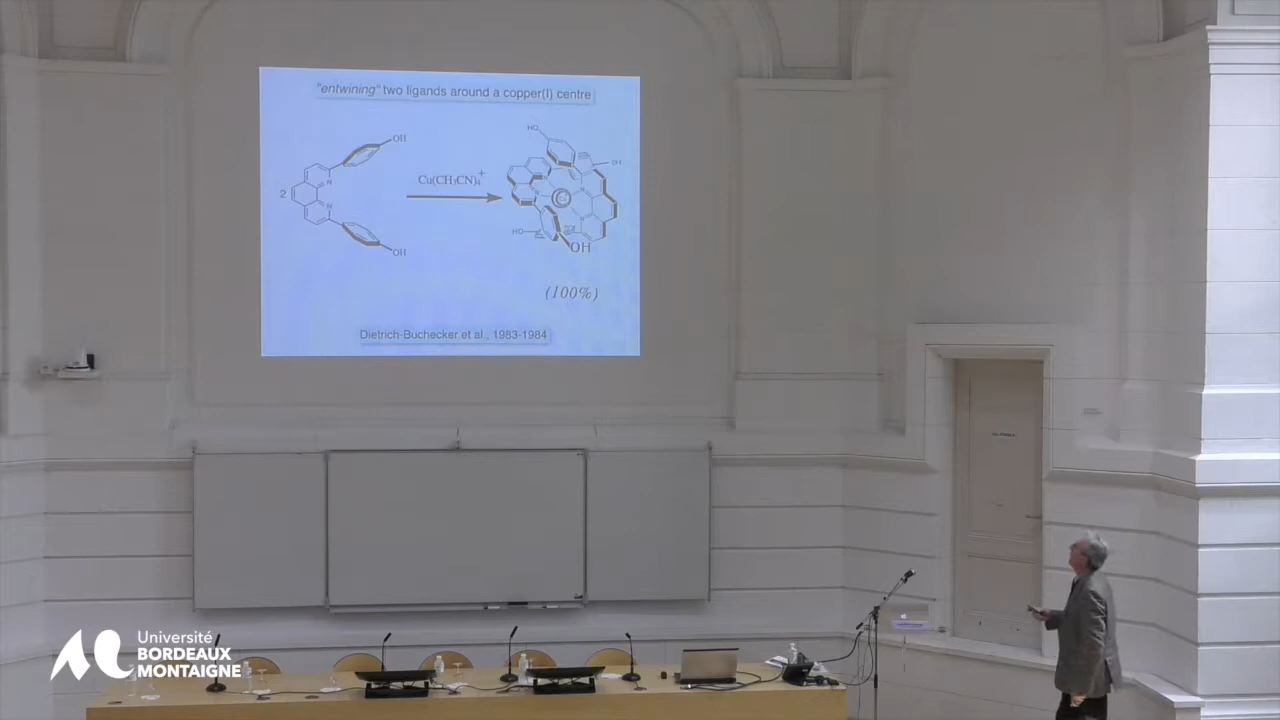 "entwining" two ligands around a copper(I) centre
OH
HO
OH
Cu(CH₃CN)₄⁺
N
2
N
Cu
HO
OH
OH
(100%)
Dietrich-Buchecker et al., 1983-1984
Université
BORDEAUX
MONTAIGNE